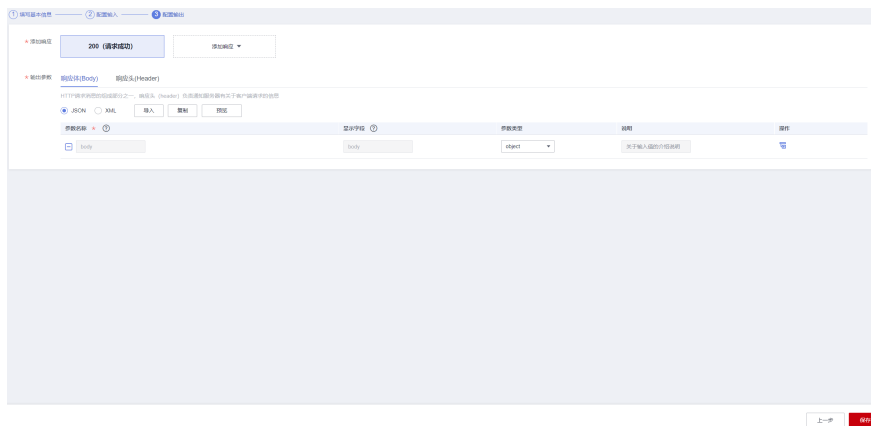 1 填写基本信息 2 配置输入 3 配置输出
* 添加响应 200（请求成功） 添加响应
* 输出参数 响应体(Body) 响应头(Header)
HTTP请求消息的组成部分之一，响应头（header）负责通知服务器有关于客户端请求的信息
JSON XML 导入 复制 预览
参数名称 * ? 显示字段 ? 参数类型 说明 操作
body body object 关于输入值的介绍说明
上一步 保存